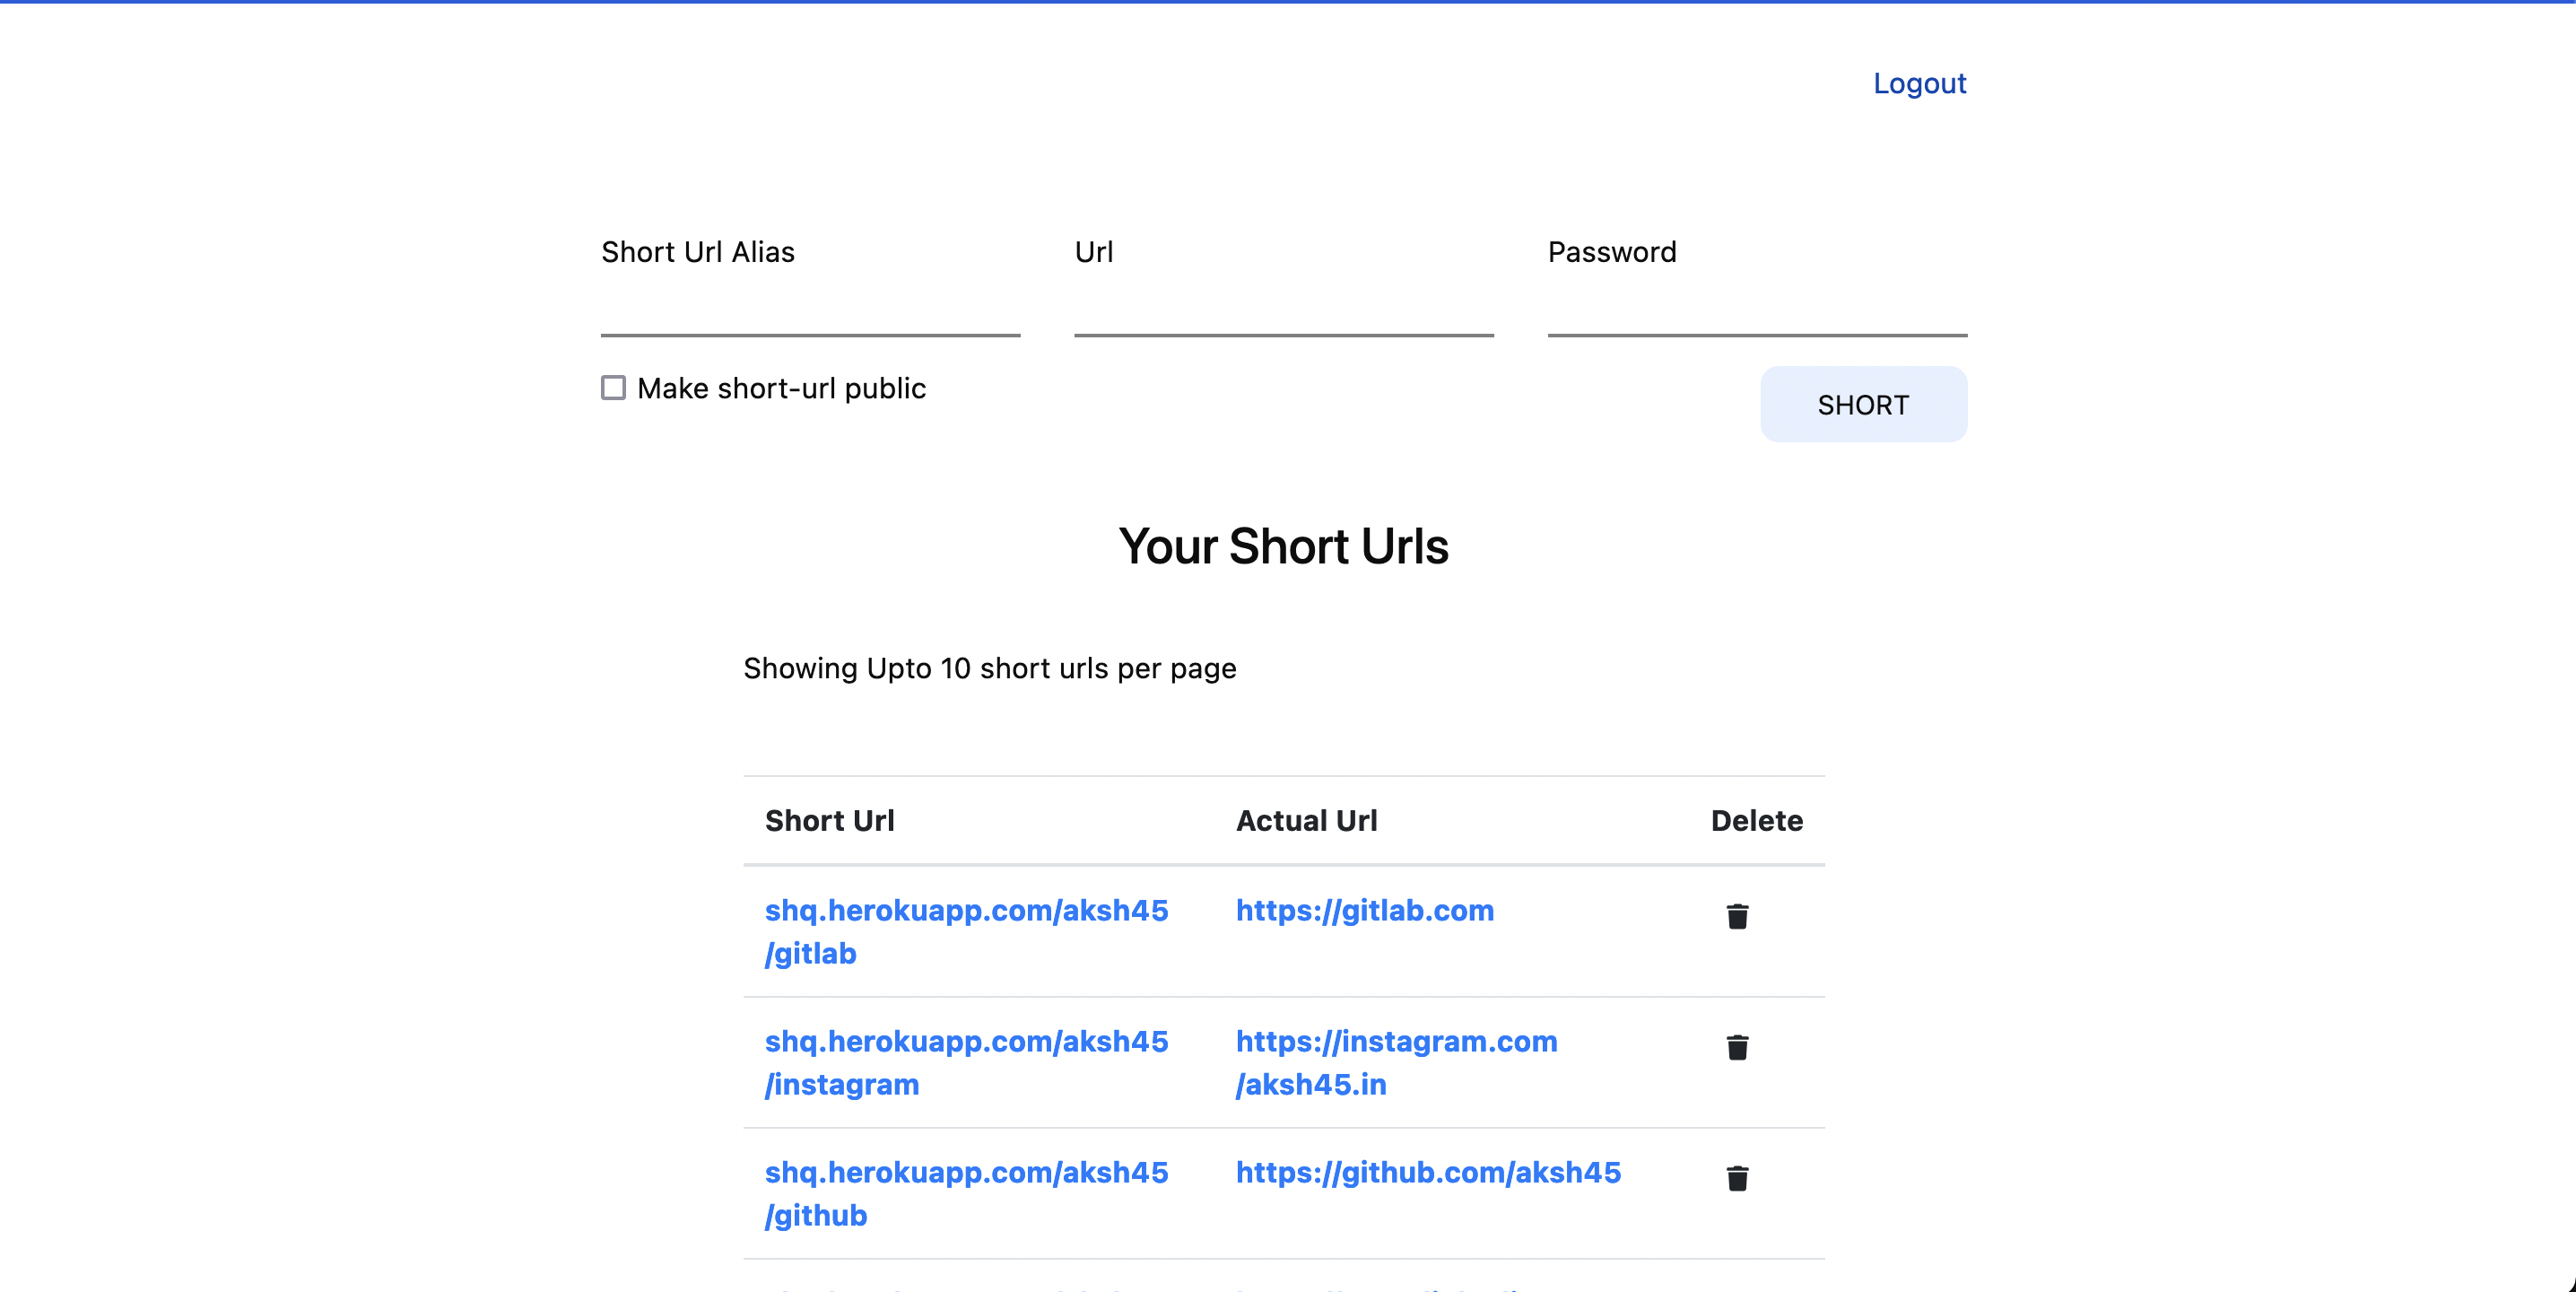 Logout
Short Url Alias
Url
Password
Make short-url public
SHORT
Your Short Urls
Showing Upto 10 short urls per page
Short Url
Actual Url
Delete
shq.herokuapp.com/aksh45
/gitlab
https://gitlab.com
shq.herokuapp.com/aksh45
/instagram
https://instagram.com
/aksh45.in
shq.herokuapp.com/aksh45
/github
https://github.com/aksh45